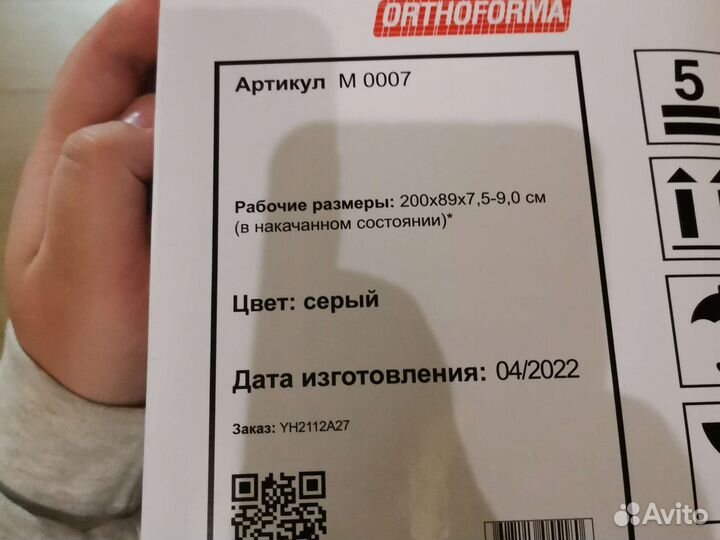 ORTHOFORMA
Артикул М 0007
5
Рабочие размеры: 200х89х7,5-9,0 см
(в накачанном состоянии)*
Цвет: серый
Дата изготовления: 04/2022
Заказ: YH2112A27
Avito